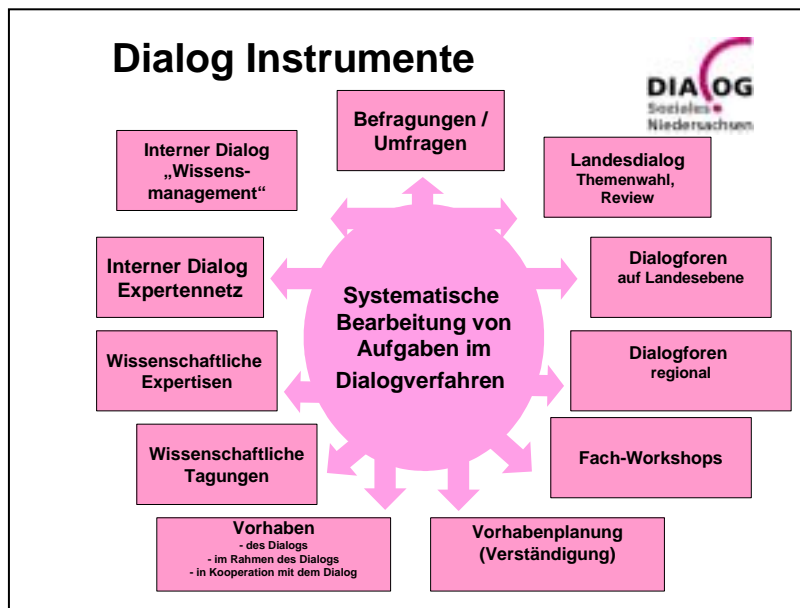 Dialog Instrumente
DIALOG
Soziales
Niedersachsen
Befragungen /
Umfragen
Interner Dialog
„Wissens-
management“
Landesdialog
Themenwahl,
Review
Interner Dialog
Expertennetz
Dialogforen
auf Landesebene
Systematische
Bearbeitung von
Aufgaben im
Dialogverfahren
Wissenschaftliche
Expertisen
Dialogforen
regional
Wissenschaftliche
Tagungen
Fach-Workshops
Vorhaben
- des Dialogs
- im Rahmen des Dialogs
- in Kooperation mit dem Dialog
Vorhabenplanung
(Verständigung)